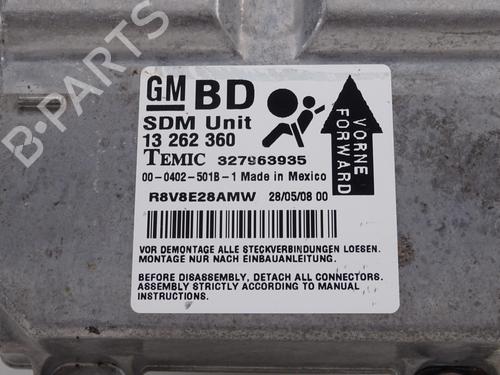 GM BD
SDM Unit
13 262 360
TEMIC 327963935
00-0402-501B-1 Made in Mexico
R8V8E28AMW 28/05/08 00
VORNE
FORWARD
VOR DEMONTAGE ALLE STECKVERBINDUNGEN LOESEN.
MONTAGE NUR NACH EINBAUANLEITUNG.
BEFORE DISASSEMBLY, DETACH ALL CONNECTORS.
ASSEMBLY STRICTLY ACCORDING TO MANUAL
INSTRUCTIONS.
B-PARTS